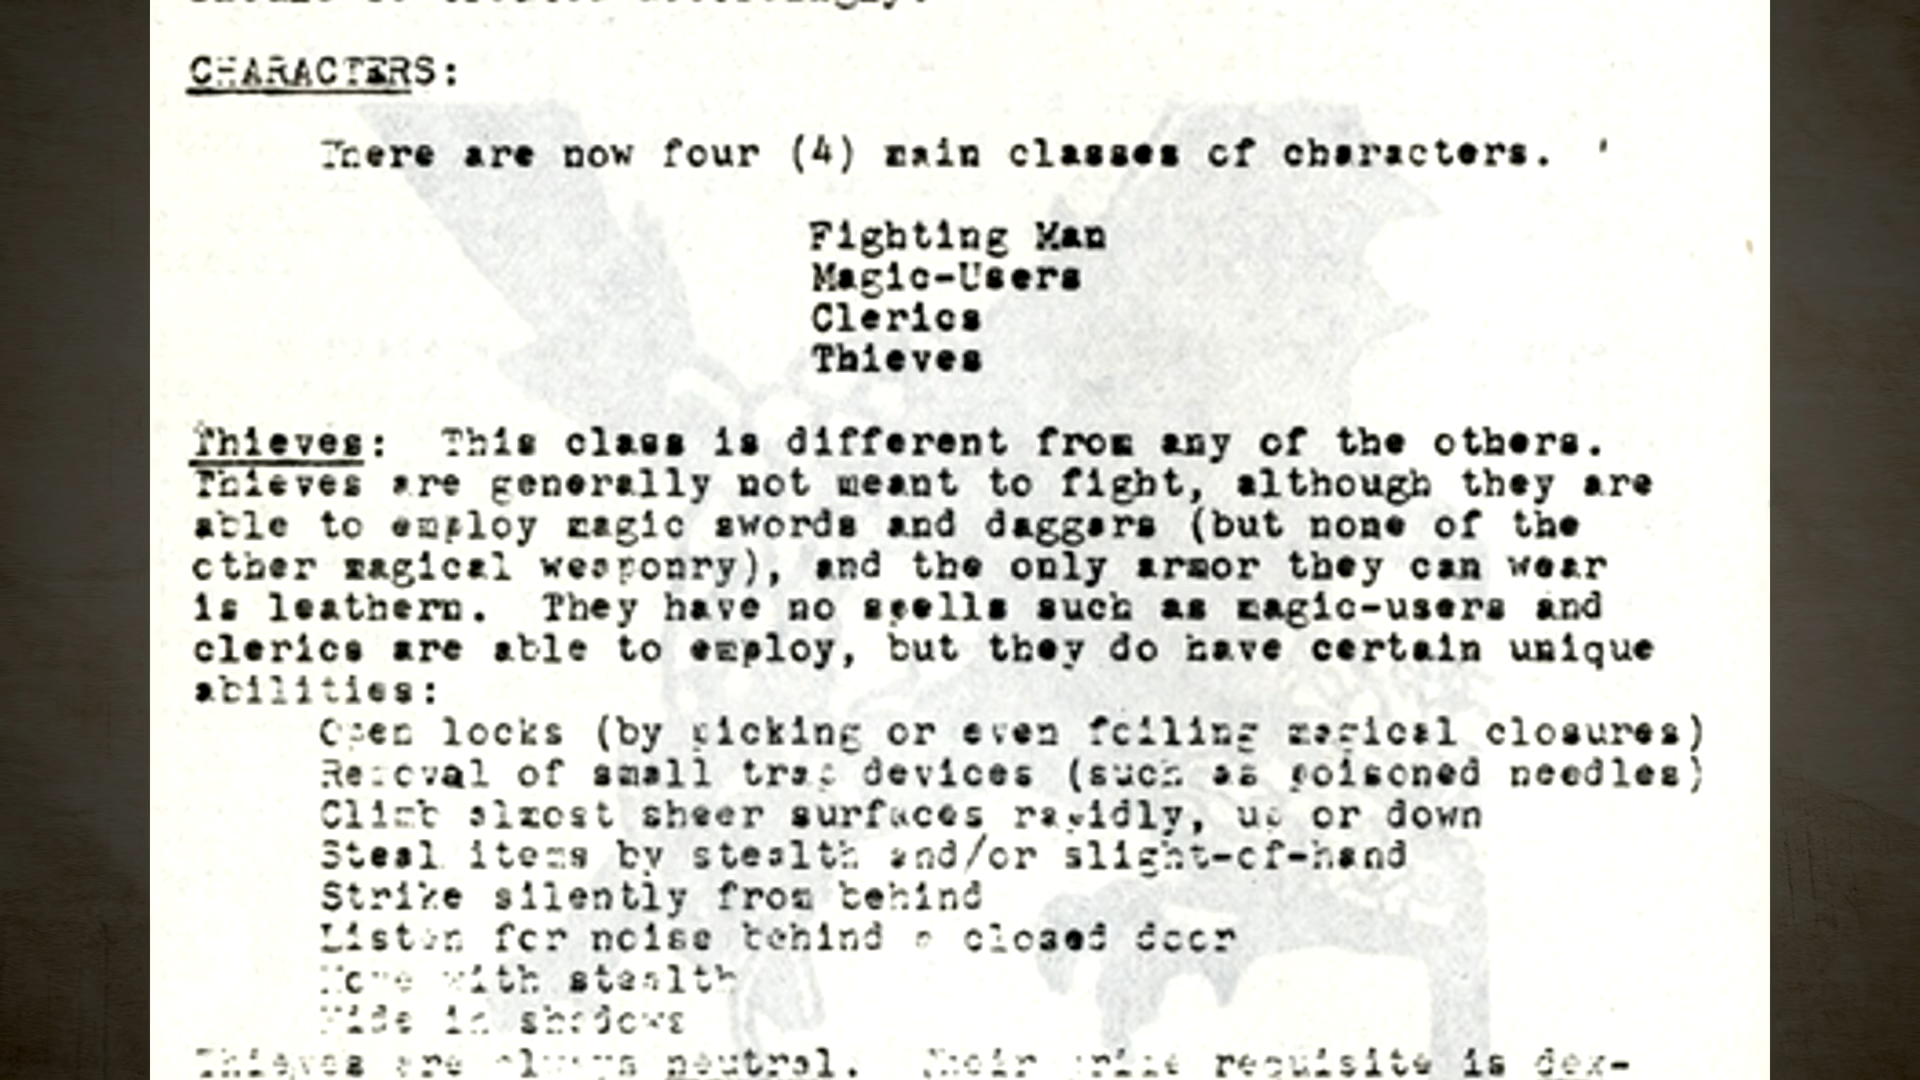 CHARACTERS:
There are now four (4) main classes of characters.
Fighting Man
Magic-Users
Clerics
Thieves
Thieves: This class is different from any of the others.
Thieves are generally not meant to fight, although they are
able to employ magic swords and daggars (but none of the
other magical weaponry), and the only armor they can wear
is leathern. They have no spells such as magic-users and
clerics are able to employ, but they do have certain unique
abilities:
Open locks (by picking or even foiling magical closures)
Removal of small trap devices (such as poisoned needles)
Climb almost sheer surfaces rapidly, up or down
Steal items by stealth and/or slight-of-hand
Strike silently from behind
Listen for noise behind a closed door
Move with stealth
Hide in shadows
Thieves are always neutral. Their prime requisite is dex-